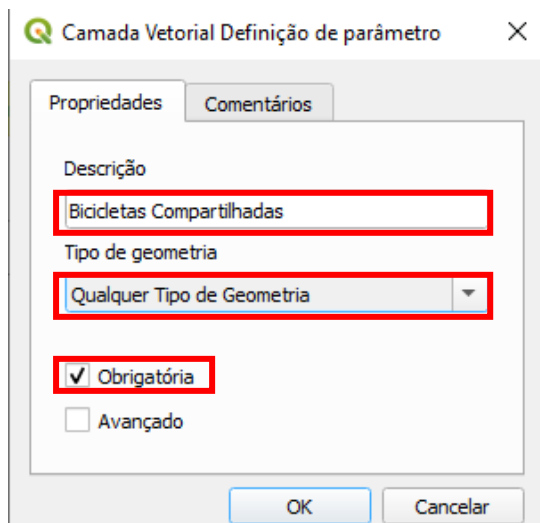 Camada Vetorial Definição de parâmetro
Propriedades Comentários
Descrição
Bicicletas Compartilhadas
Tipo de geometria
Qualquer Tipo de Geometria
Obrigatória
Avançado
OK Cancelar